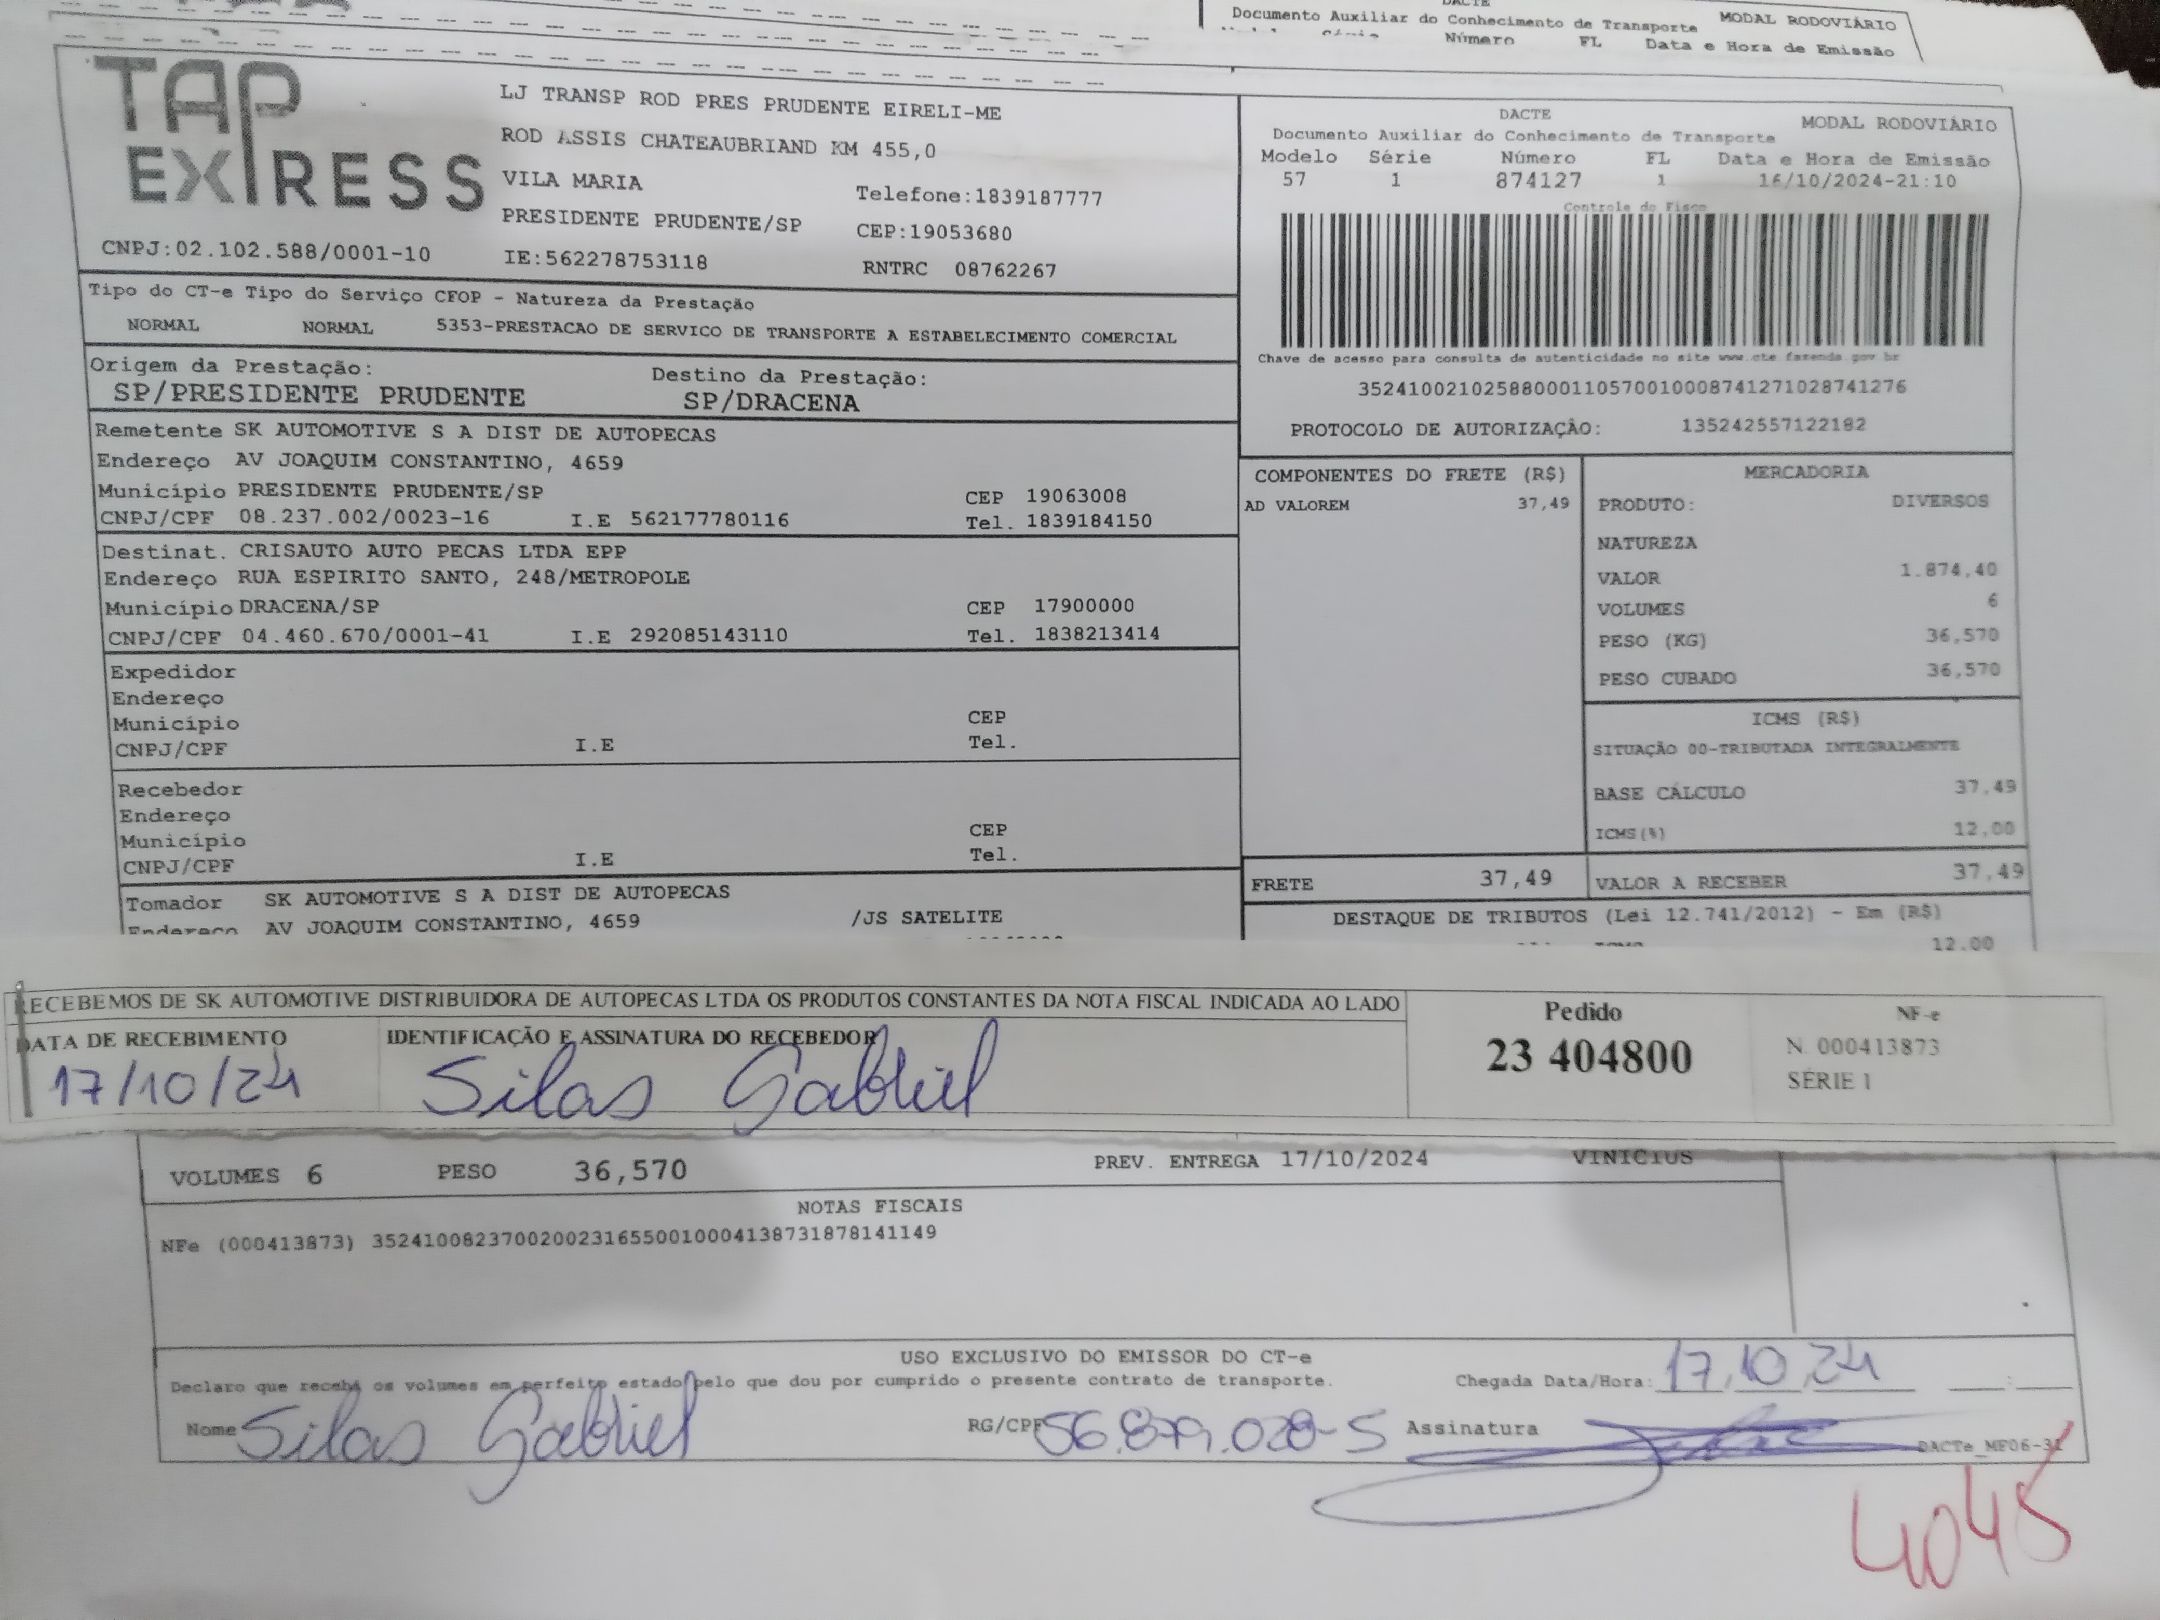 DACTE
Documento Auxiliar do Conhecimento de Transporte MODAL RODOVIÁRIO
Número FL Data e Hora de Emissão
TAP EXPRESS
LJ TRANSP ROD PRES PRUDENTE EIRELI-ME
ROD ASSIS CHATEAUBRIAND KM 455,0
VILA MARIA
Telefone:1839187777
PRESIDENTE PRUDENTE/SP
CEP:19053680
CNPJ:02.102.588/0001-10
IE:562278753118
RNTRC 08762267
DACTE
MODAL RODOVIÁRIO
Documento Auxiliar do Conhecimento de Transporte
Modelo Série Número FL Data e Hora de Emissão
57 1 874127 1 16/10/2024-21:10
Controle do Fisco
Chave de acesso para consulta de autenticidade no site www.cte.fazenda.gov.br
35241002102588000110570010008741271028741276
PROTOCOLO DE AUTORIZAÇÃO: 135242557122182
Tipo do CT-e Tipo do Serviço CFOP - Natureza da Prestação
NORMAL NORMAL 5353-PRESTACAO DE SERVICO DE TRANSPORTE A ESTABELECIMENTO COMERCIAL
Origem da Prestação: Destino da Prestação:
SP/PRESIDENTE PRUDENTE SP/DRACENA
Remetente SK AUTOMOTIVE S A DIST DE AUTOPECAS
Endereço AV JOAQUIM CONSTANTINO, 4659
Município PRESIDENTE PRUDENTE/SP CEP 19063008
CNPJ/CPF 08.237.002/0023-16 I.E 562177780116 Tel. 1839184150
Destinat. CRISAUTO AUTO PECAS LTDA EPP
Endereço RUA ESPIRITO SANTO, 248/METROPOLE
Município DRACENA/SP CEP 17900000
CNPJ/CPF 04.460.670/0001-41 I.E 292085143110 Tel. 1838213414
Expedidor
Endereço
Município CEP
CNPJ/CPF I.E Tel.
Recebedor
Endereço
Município CEP
CNPJ/CPF I.E Tel.
Tomador SK AUTOMOTIVE S A DIST DE AUTOPECAS
Endereço AV JOAQUIM CONSTANTINO, 4659 /JS SATELITE
COMPONENTES DO FRETE (R$)
AD VALOREM 37,49
MERCADORIA
PRODUTO: DIVERSOS
NATUREZA
VALOR 1.874,40
VOLUMES 6
PESO (KG) 36,570
PESO CUBADO 36,570
ICMS (R$)
SITUAÇÃO 00-TRIBUTADA INTEGRALMENTE
BASE CÁLCULO 37,49
ICMS(%) 12,00
FRETE 37,49 VALOR A RECEBER 37,49
DESTAQUE DE TRIBUTOS (Lei 12.741/2012) - Em (R$)
12.00
RECEBEMOS DE SK AUTOMOTIVE DISTRIBUIDORA DE AUTOPECAS LTDA OS PRODUTOS CONSTANTES DA NOTA FISCAL INDICADA AO LADO
DATA DE RECEBIMENTO IDENTIFICAÇÃO E ASSINATURA DO RECEBEDOR
17/10/24 Silas Gabriel
Pedido
23 404800
NF-e
N. 000413873
SÉRIE 1
VOLUMES 6 PESO 36,570 PREV. ENTREGA 17/10/2024 VINICIUS
NOTAS FISCAIS
NFe (000413873) 35241008237002002316550010004138731878141149
USO EXCLUSIVO DO EMISSOR DO CT-e
Declaro que recebi os volumes em perfeito estado pelo que dou por cumprido o presente contrato de transporte. Chegada Data/Hora: 17/10/24
Nome Silas Gabriel RG/CPF 56.879.028-5 Assinatura
DACTe_MF06-31
4045